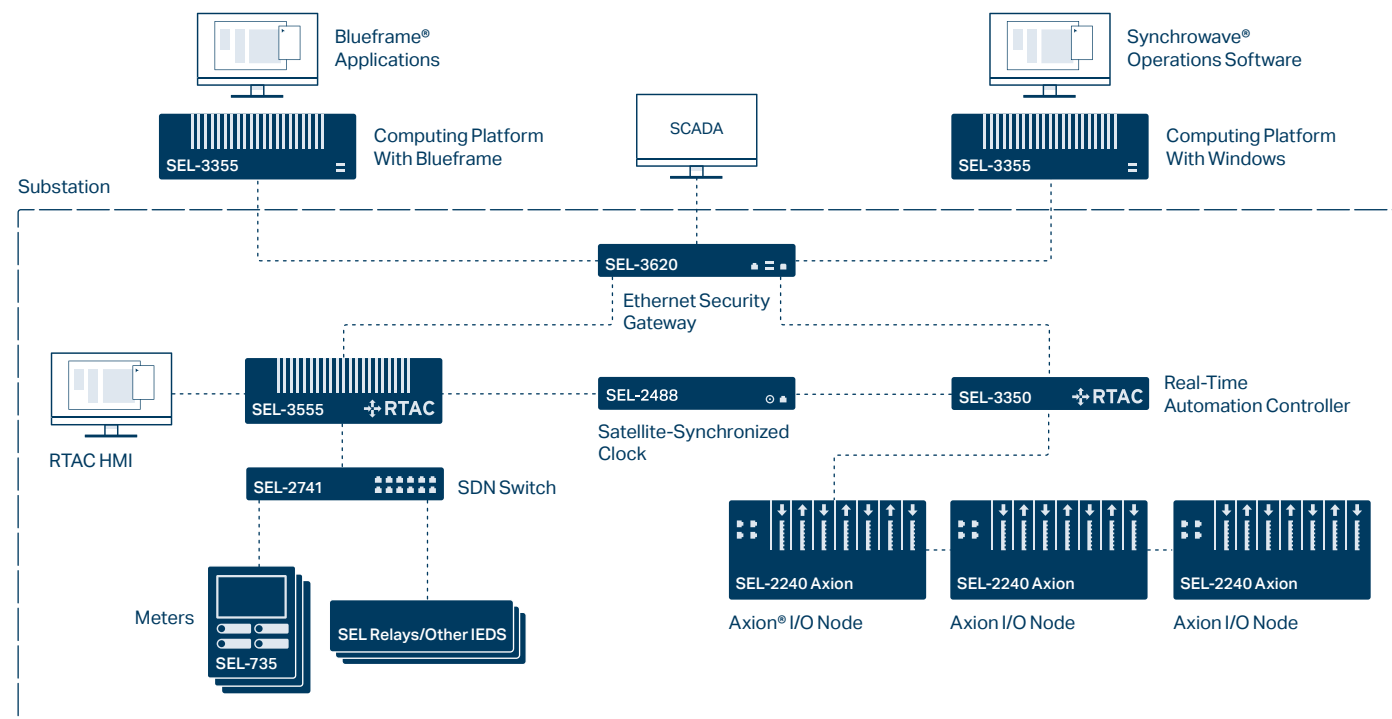 Blueframe®
Applications
Synchrowave®
Operations Software
SCADA
SEL-3355
Computing Platform
With Blueframe
SEL-3355
Computing Platform
With Windows
Substation
SEL-3620
Ethernet Security
Gateway
RTAC HMI
SEL-3555
RTAC
SEL-2488
Satellite-Synchronized
Clock
SEL-3350
RTAC
Real-Time
Automation Controller
SEL-2741
SDN Switch
Meters
SEL-735
SEL Relays/Other IEDS
SEL-2240 Axion
Axion® I/O Node
SEL-2240 Axion
Axion I/O Node
SEL-2240 Axion
Axion I/O Node